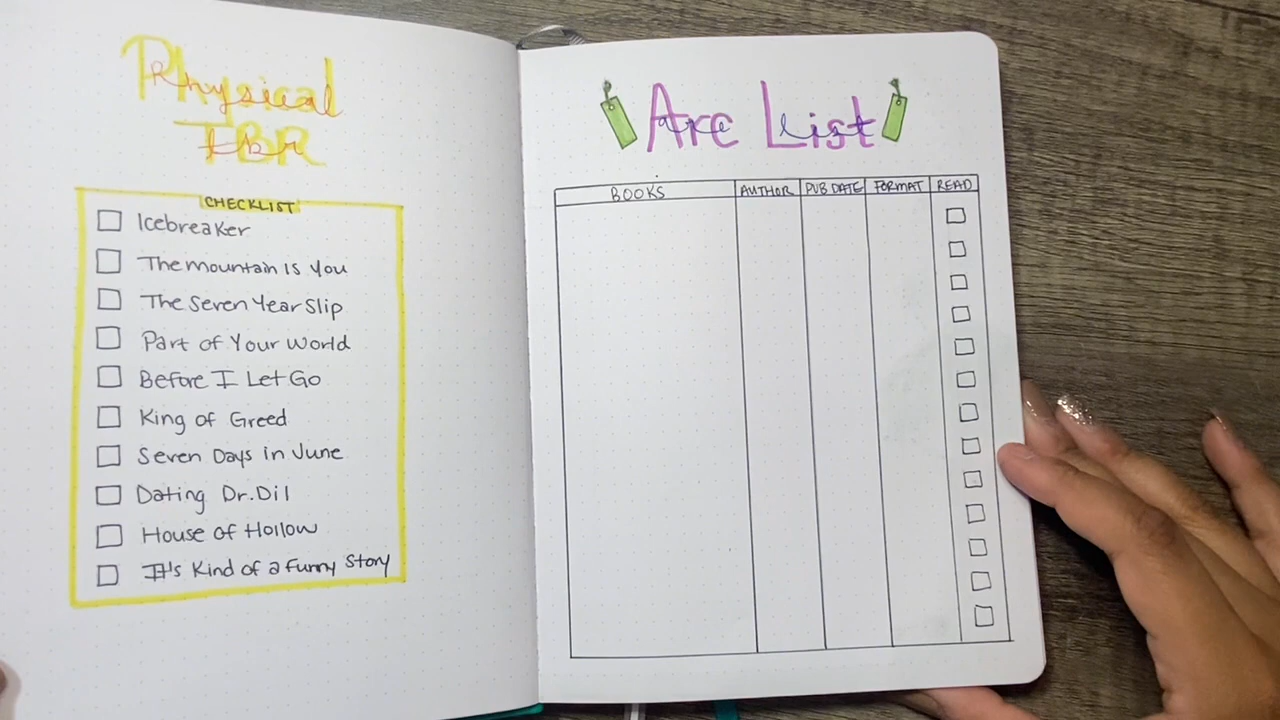 Physical
TBR
CHECKLIST
Icebreaker
The mountain Is You
The Seven Year Slip
Part of Your World
Before I Let Go
King of Greed
Seven Days in June
Dating Dr. Dil
House of Hollow
It's Kind of a Funny Story
Arc List
BOOKS AUTHOR PUB DATE FORMAT READ